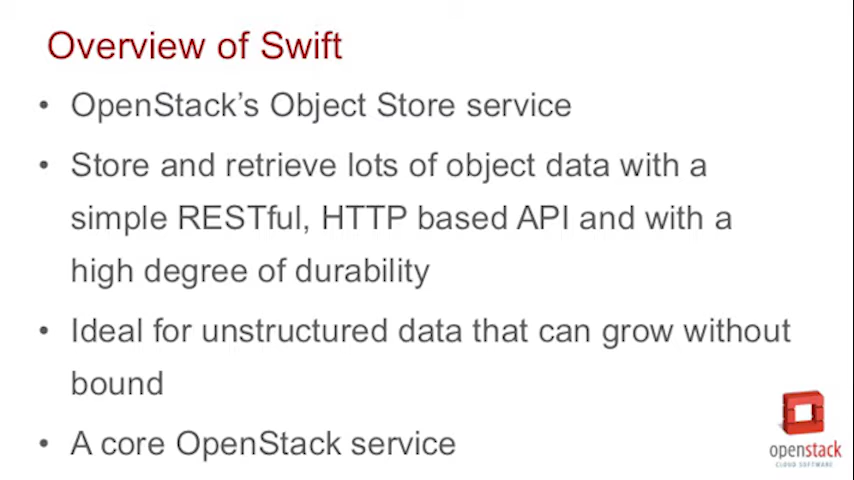 Overview of Swift
• OpenStack’s Object Store service
• Store and retrieve lots of object data with a
simple RESTful, HTTP based API and with a
high degree of durability
• Ideal for unstructured data that can grow without
bound
• A core OpenStack service
openstack
CLOUD SOFTWARE